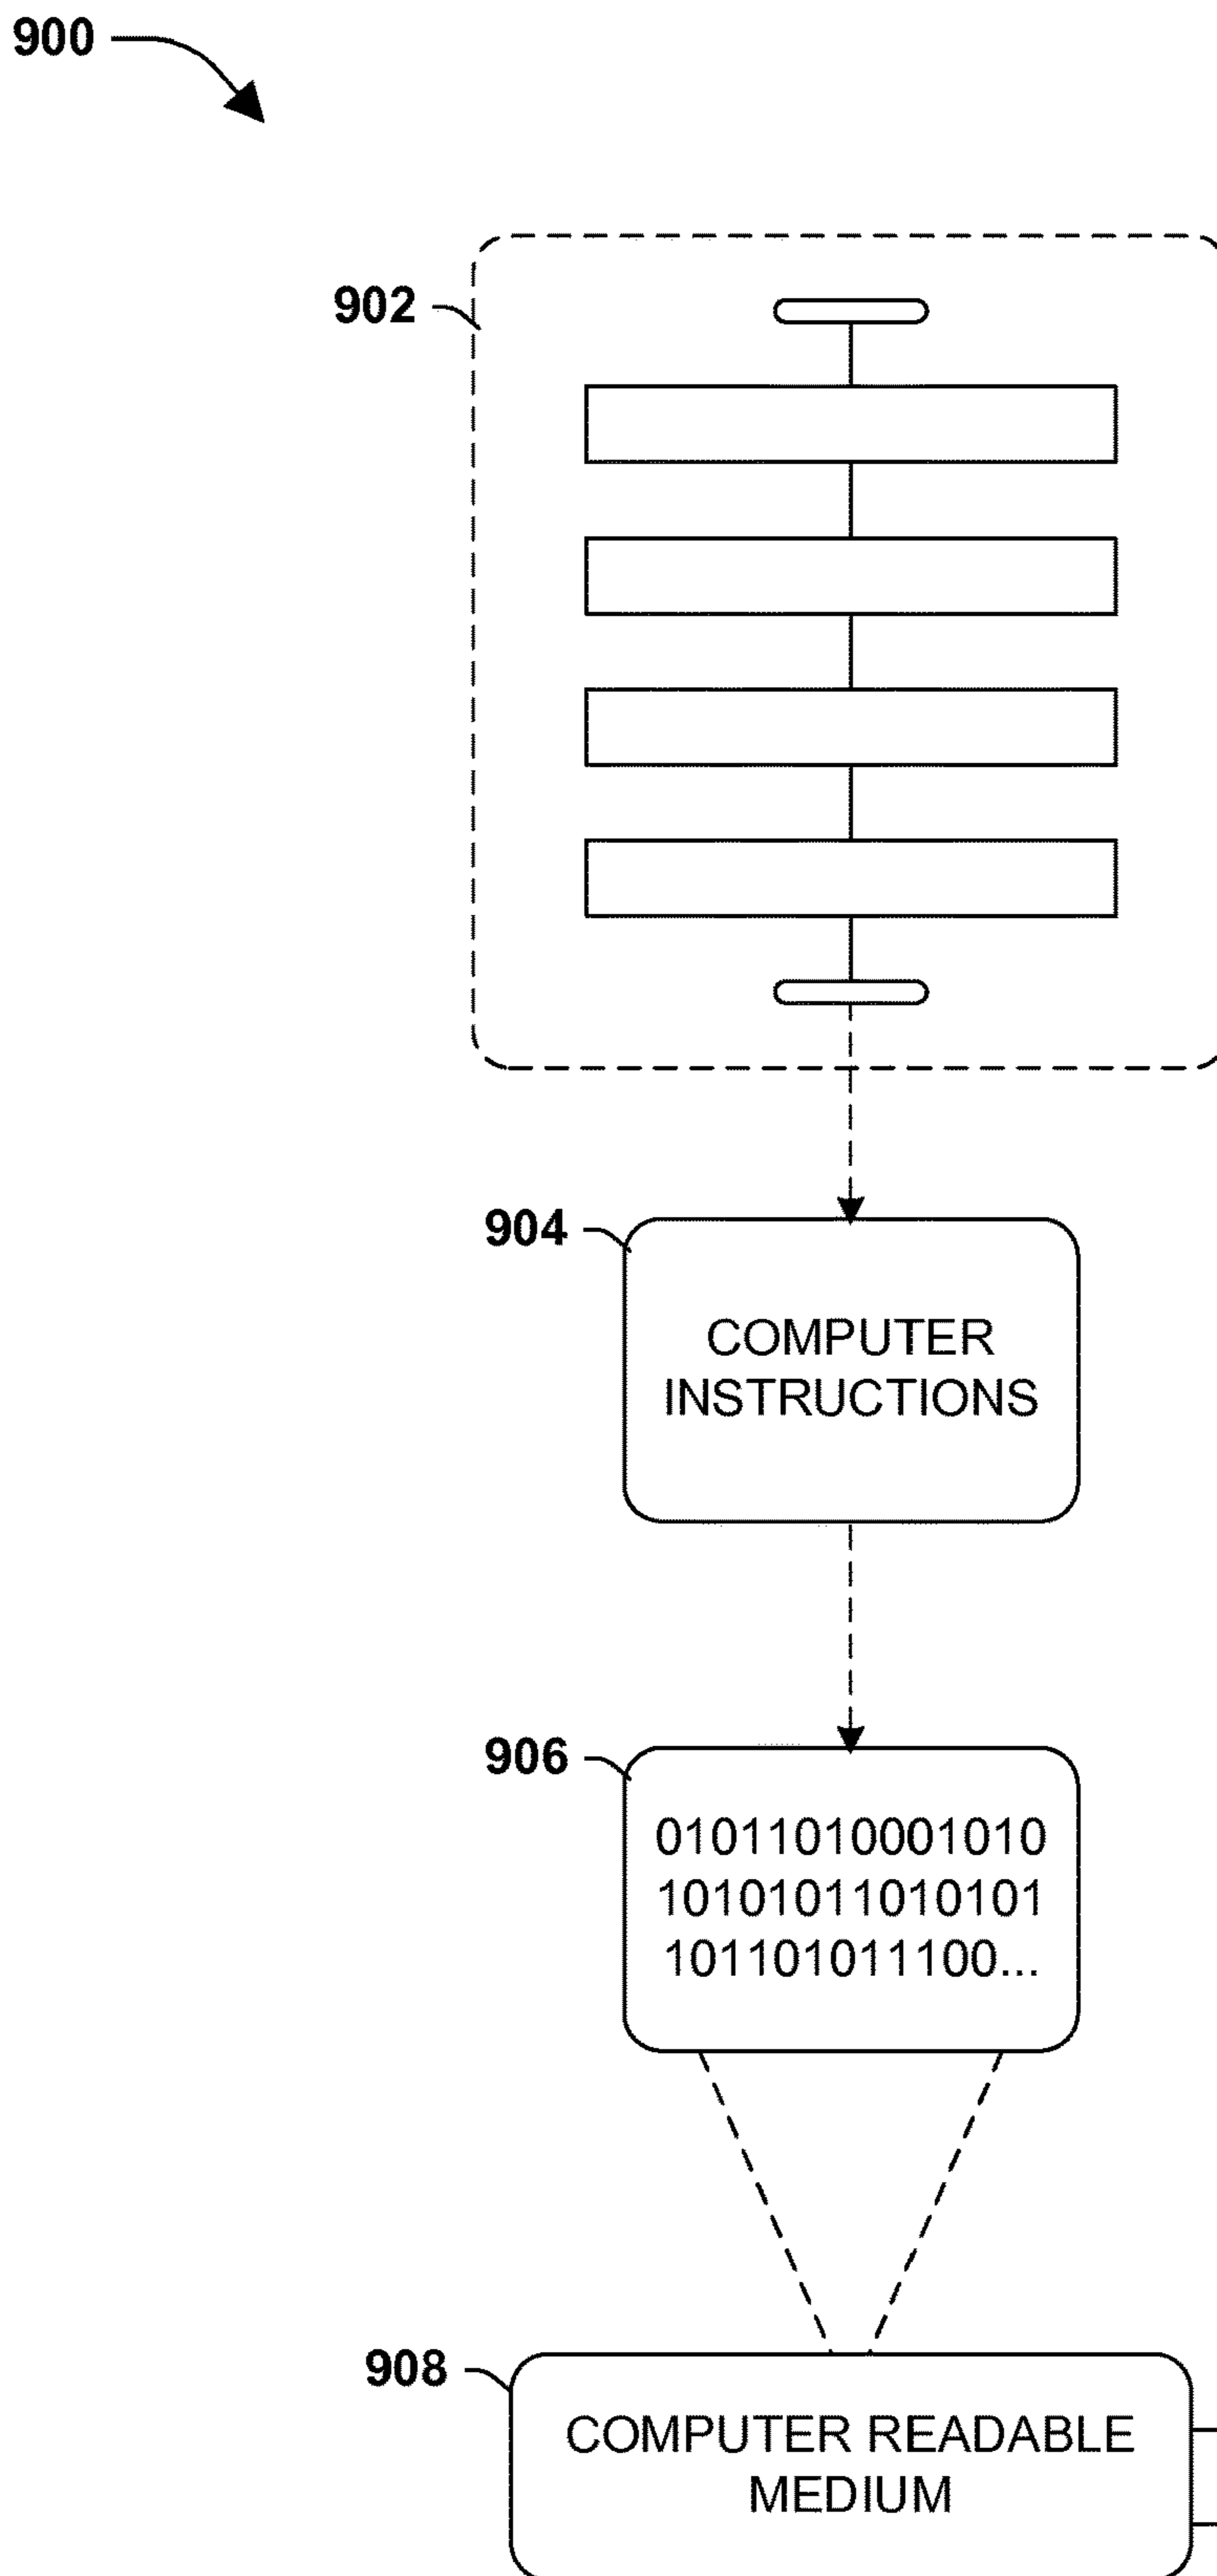 900
902
904
COMPUTER
INSTRUCTIONS
906
01011010001010
10101011010101
101101011100...
908
COMPUTER READABLE
MEDIUM